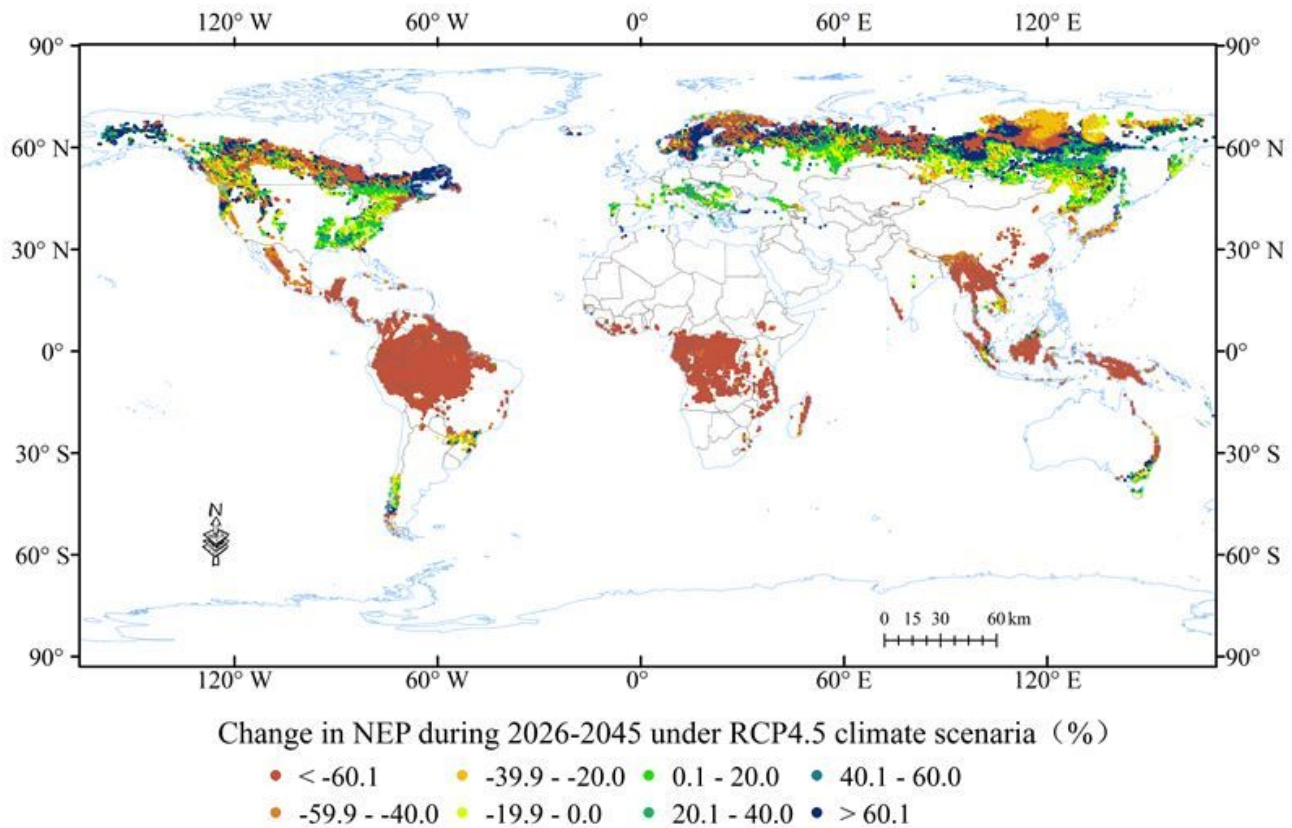 120° W 60° W 0° 60° E 120° E
90° 90°
60° N 60° N
30° N 30° N
0° 0°
30° S 30° S
N
60° S 60° S
0 15 30 60 km
90° 90°
120° W 60° W 0° 60° E 120° E
Change in NEP during 2026-2045 under RCP4.5 climate scenaria（%）
< -60.1 -39.9 - -20.0 0.1 - 20.0 40.1 - 60.0
-59.9 - -40.0 -19.9 - 0.0 20.1 - 40.0 > 60.1